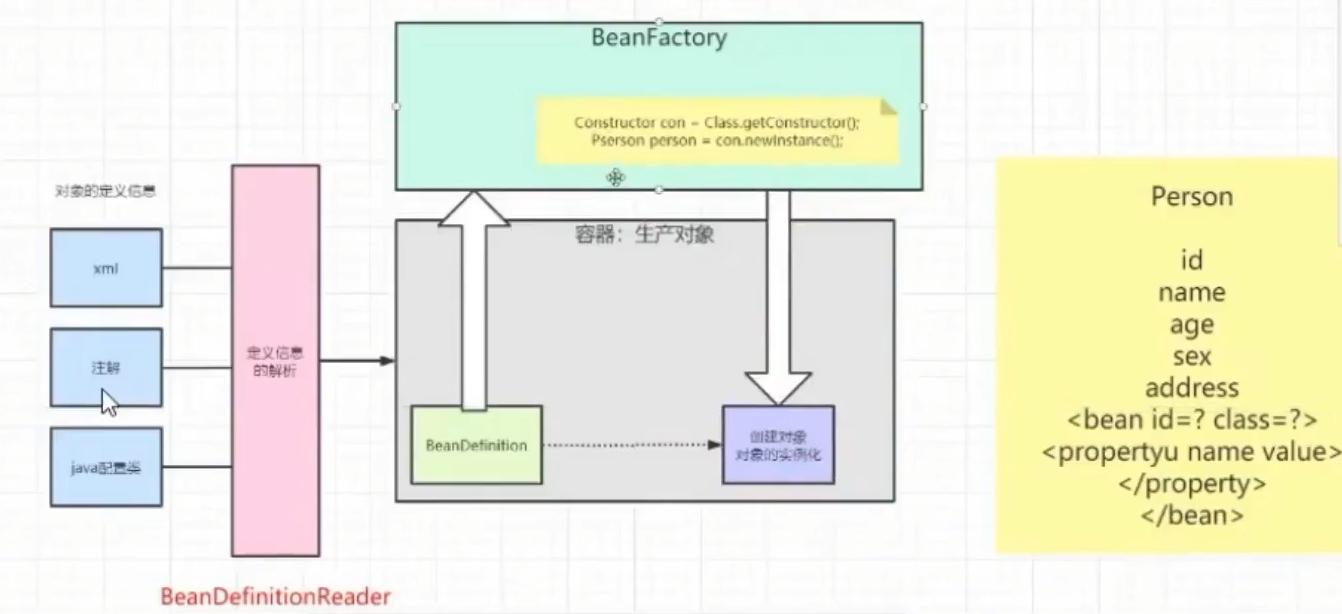 BeanFactory
Constructor con = Class.getConstructor();
Pserson person = con.newInstance();
对象的定义信息
xml
注解
java配置类
定义信息
的解析
BeanDefinitionReader
容器：生产对象
BeanDefinition
创建对象
对象的实例化
Person
id
name
age
sex
address
<bean id=? class=?>
<propertyu name value>
</property>
</bean>